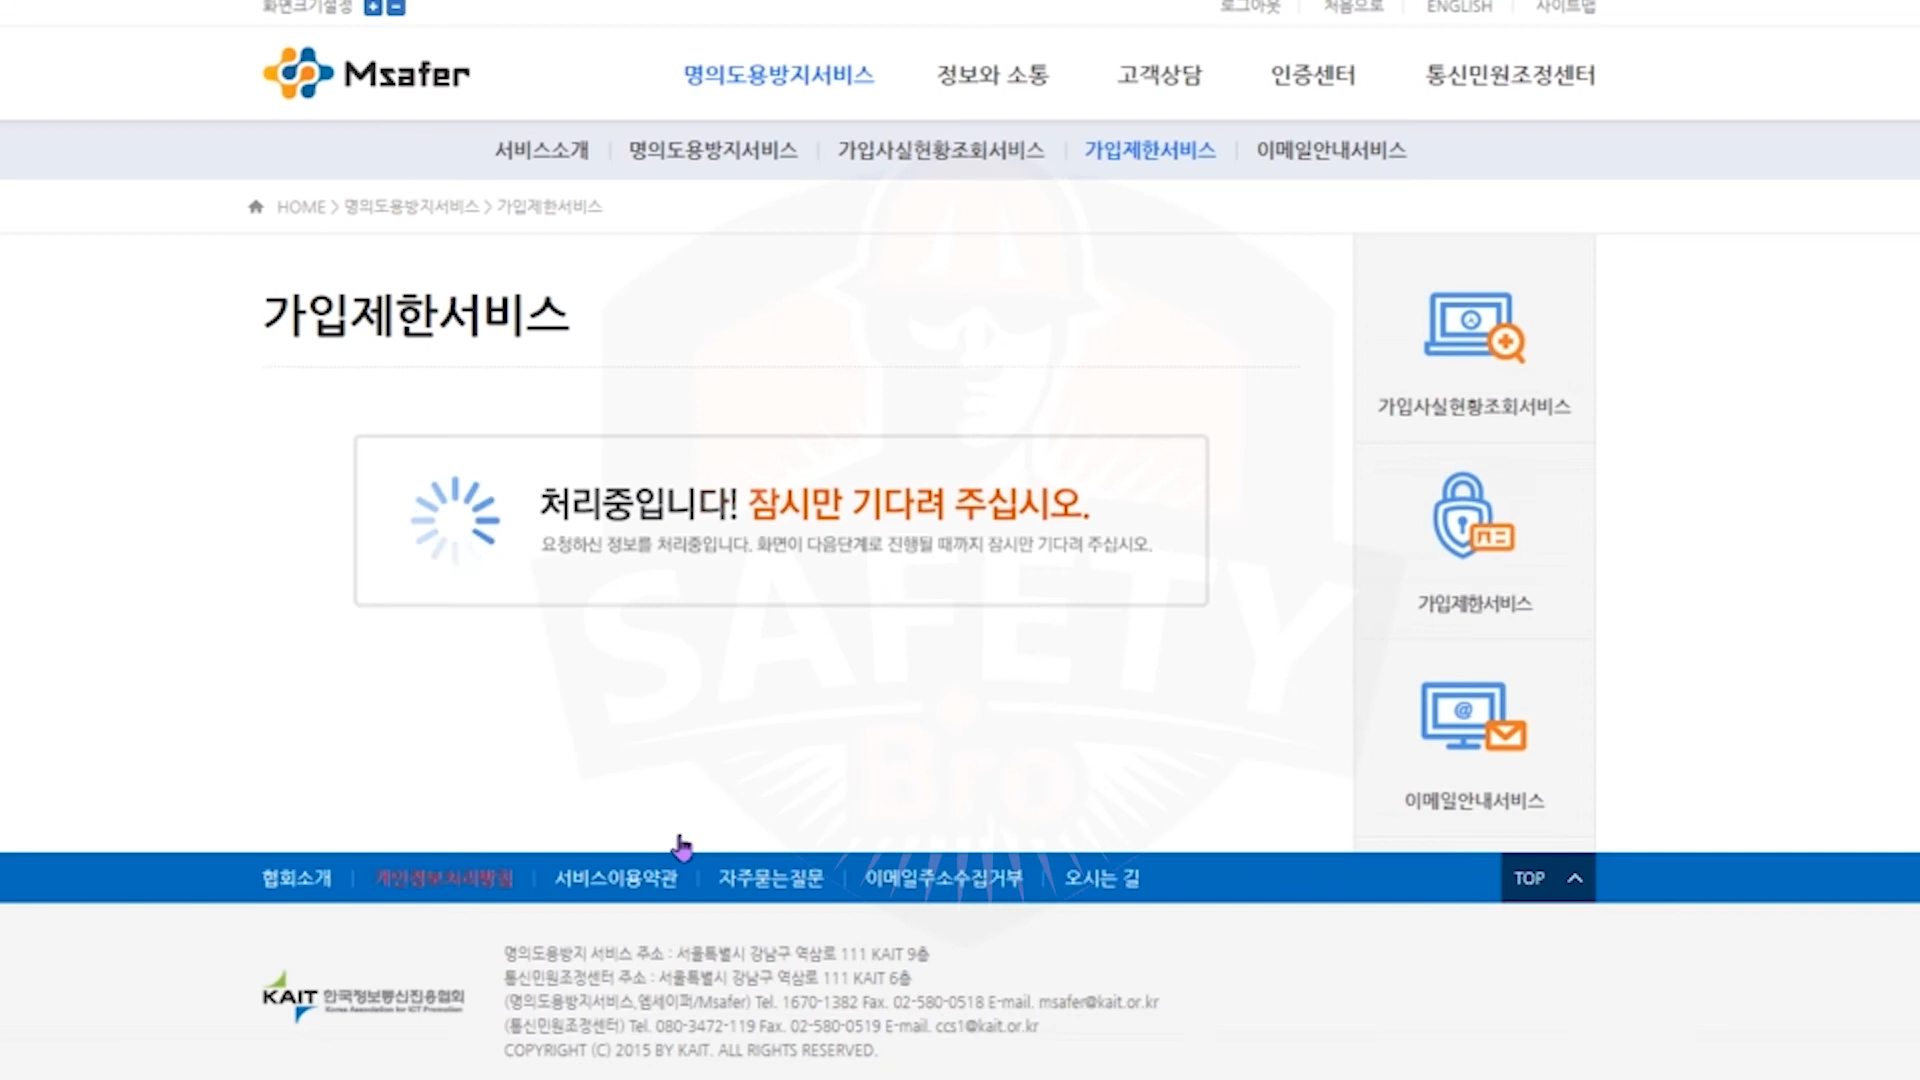 화면크기설정
로그아웃 처음으로 ENGLISH 사이트맵
Msafer 명의도용방지서비스 정보와 소통 고객상담 인증센터 통신민원조정센터
서비스소개 명의도용방지서비스 가입사실현황조회서비스 가입제한서비스 이메일안내서비스
HOME > 명의도용방지서비스 > 가입제한서비스
가입제한서비스
처리중입니다! 잠시만 기다려 주십시오.
요청하신 정보를 처리중입니다. 화면이 다음단계로 진행될 때까지 잠시만 기다려 주십시오.
가입사실현황조회서비스
가입제한서비스
이메일안내서비스
SAFETY
Bro
협회소개 개인정보처리방침 서비스이용약관 자주묻는질문 이메일주소수집거부 오시는 길 TOP
KAIT 한국정보통신진흥협회
Korea Association for ICT Promotion
명의도용방지 서비스 주소 : 서울특별시 강남구 역삼로 111 KAIT 9층
통신민원조정센터 주소 : 서울특별시 강남구 역삼로 111 KAIT 6층
(명의도용방지서비스,엠세이퍼/Msafer) Tel. 1670-1382 Fax. 02-580-0518 E-mail. msafer@kait.or.kr
(통신민원조정센터) Tel. 080-3472-119 Fax. 02-580-0519 E-mail. ccs1@kait.or.kr
COPYRIGHT (C) 2015 BY KAIT. ALL RIGHTS RESERVED.